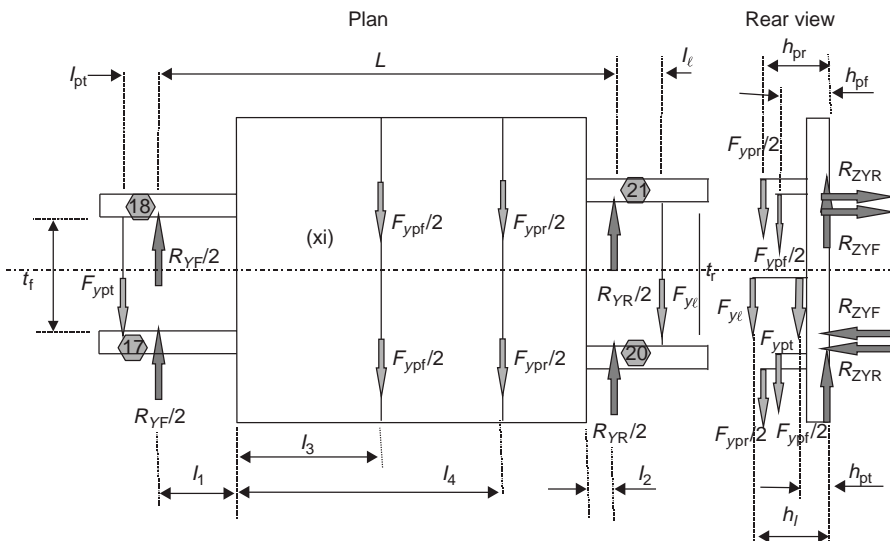 Plan
Rear view
l_pt
L
l_ℓ
h_pr
h_pf
F_ypr/2
18
21
R_ZYR
F_ypf/2
F_ypr/2
(xi)
t_f
R_YF/2
F_ypt
R_YR/2
F_yℓ
t_r
F_ypf/2
R_ZYF
F_yℓ
R_ZYF
17
F_ypf/2
F_ypr/2
20
F_ypt
R_ZYR
R_YF/2
R_YR/2
F_ypr/2
F_ypf/2
l_3
l_1
l_4
l_2
h_pt
h_l